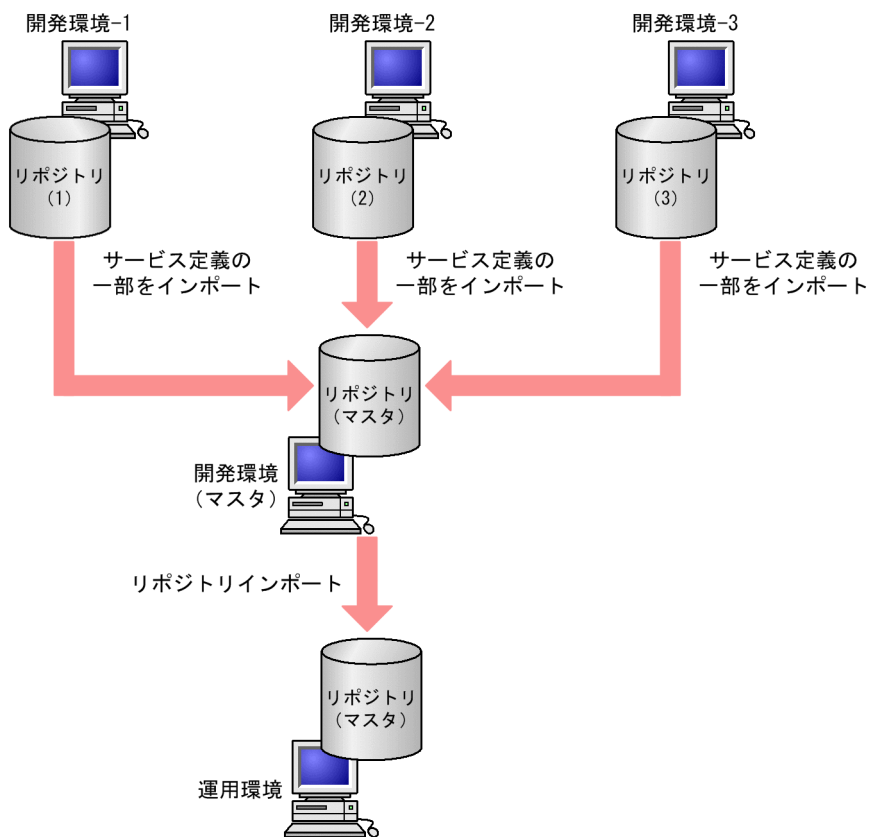 開発環境-1
開発環境-2
開発環境-3
リポジトリ
(1)
リポジトリ
(2)
リポジトリ
(3)
サービス定義の
一部をインポート
サービス定義の
一部をインポート
サービス定義の
一部をインポート
リポジトリ
(マスタ)
開発環境
(マスタ)
リポジトリインポート
リポジトリ
(マスタ)
運用環境